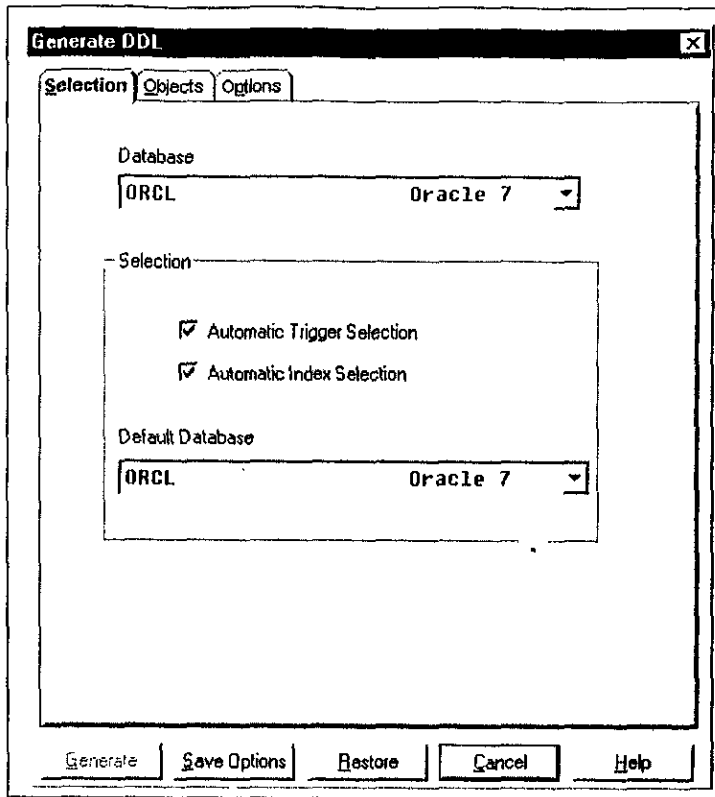 Generate DDL
Selection Objects Options
Database
ORCL Oracle 7
Selection
Automatic Trigger Selection
Automatic Index Selection
Default Database
ORCL Oracle 7
Generate Save Options Restore Cancel Help